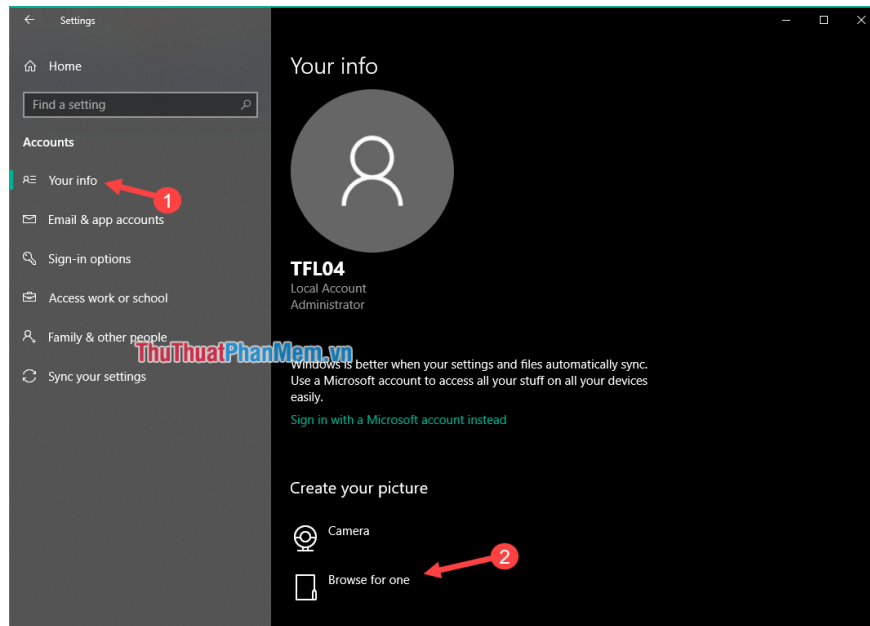 Settings
Home
Find a setting
Accounts
Your info
1
Email & app accounts
Sign-in options
Access work or school
Family & other people
Sync your settings
ThuThuatPhanMem.vn
Your info
TFL04
Local Account
Administrator
Windows is better when your settings and files automatically sync.
Use a Microsoft account to access all your stuff on all your devices
easily.
Sign in with a Microsoft account instead
Create your picture
Camera
2
Browse for one